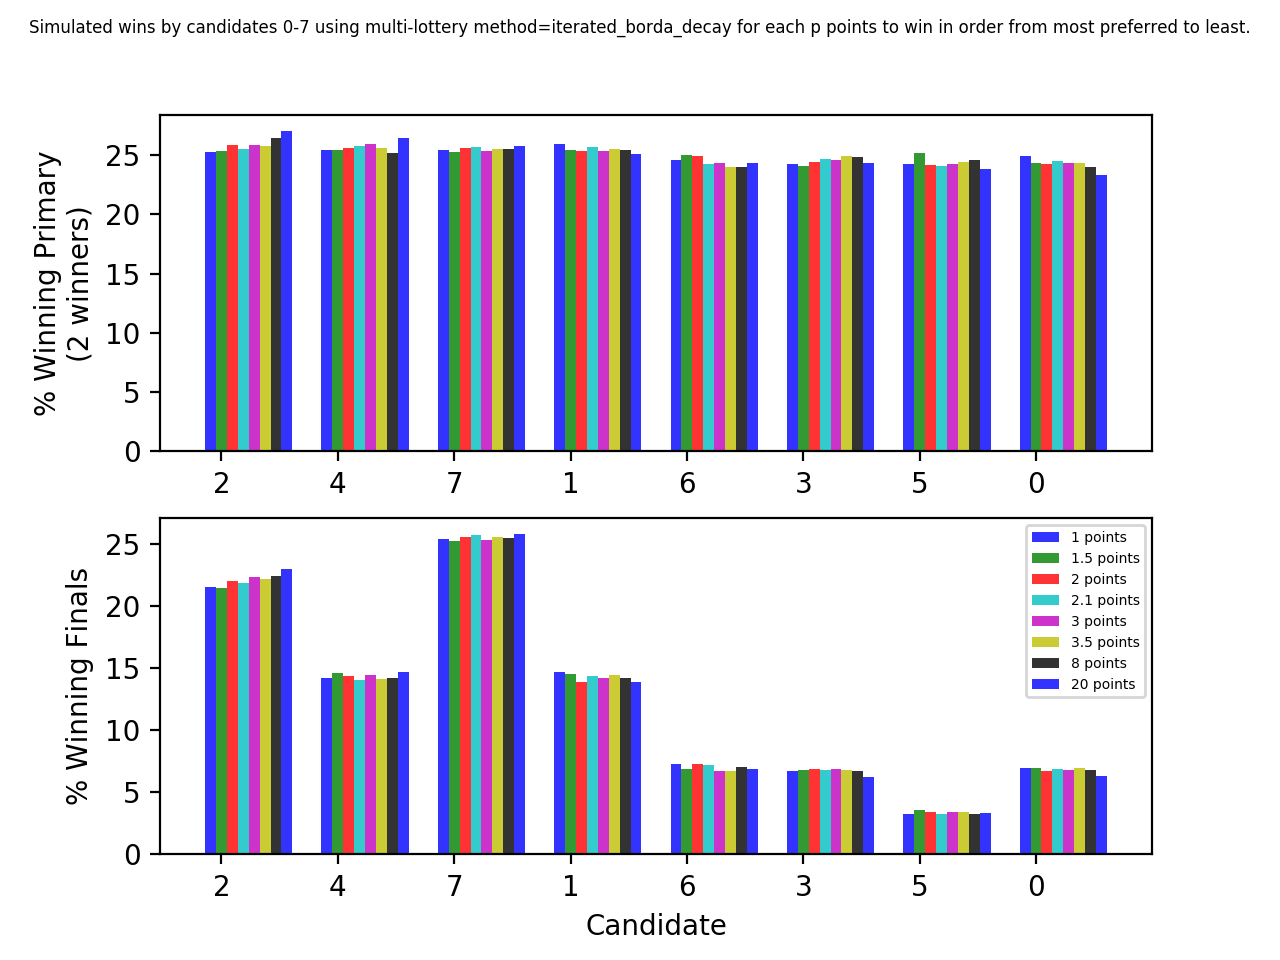 Simulated wins by candidates 0-7 using multi-lottery method=iterated_borda_decay for each p points to win in order from most preferred to least.
% Winning Primary
(2 winners)
25
20
15
10
5
0
2 4 7 1 6 3 5 0
% Winning Finals
25
20
15
10
5
0
1 points
1.5 points
2 points
2.1 points
3 points
3.5 points
8 points
20 points
2 4 7 1 6 3 5 0
Candidate